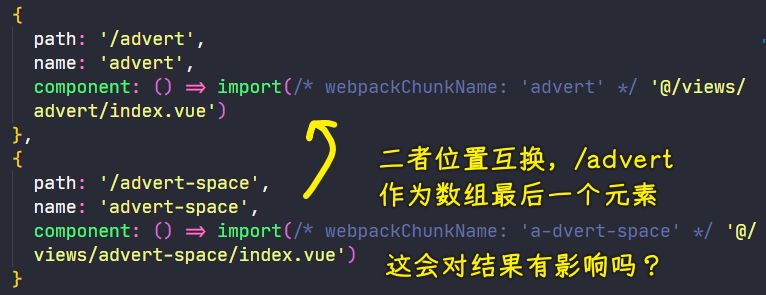 {
path: '/advert',
name: 'advert',
component: () => import(/* webpackChunkName: 'advert' */ '@/views/
advert/index.vue')
},
{
path: '/advert-space',
name: 'advert-space',
component: () => import(/* webpackChunkName: 'a-dvert-space' */ '@/
views/advert-space/index.vue')
}
二者位置互换，/advert
作为数组最后一个元素
这会对结果有影响吗？